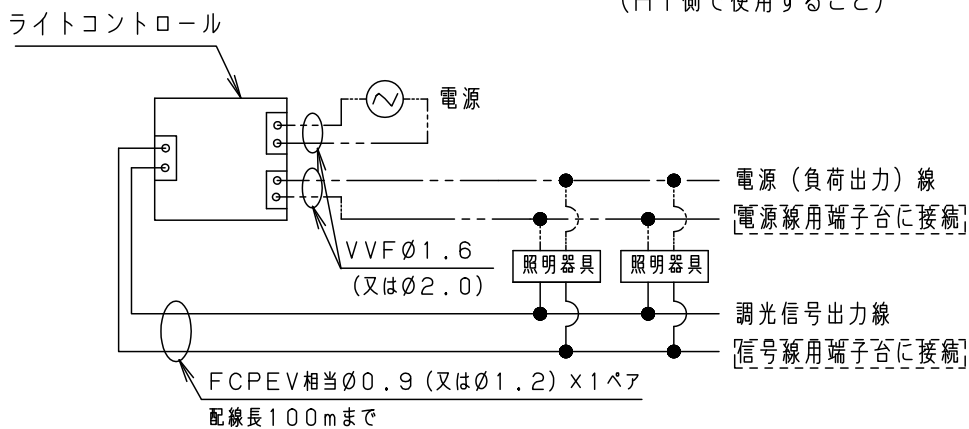 ライトコントロール
電源
電源（負荷出力）線
電源線用端子台に接続
VVFØ1.6
（又はØ2.0）
照明器具
照明器具
調光信号出力線
信号線用端子台に接続
FCPEV相当Ø0.9（又はØ1.2）×1ペア
配線長100mまで